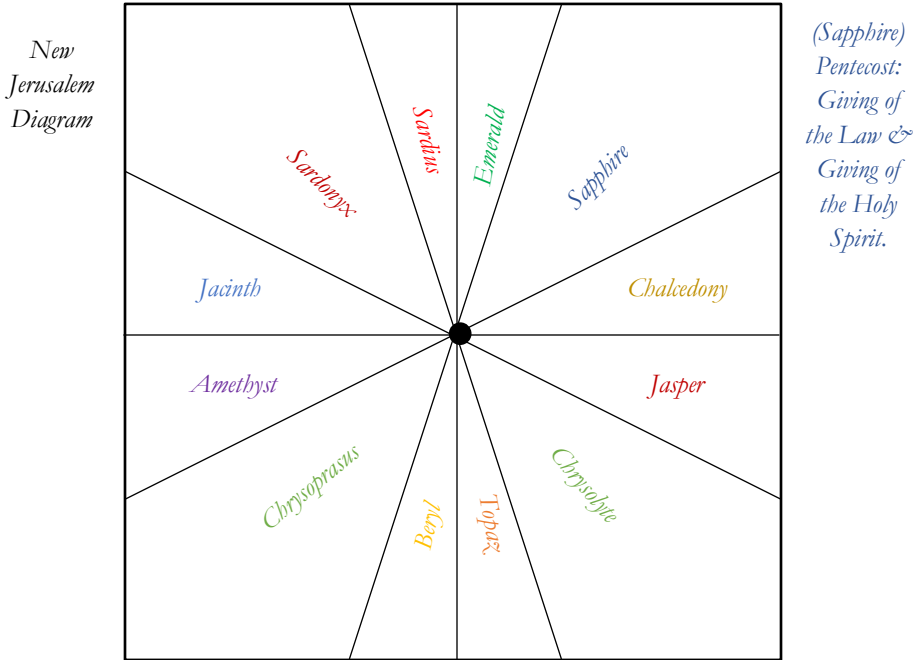 New
Jerusalem
Diagram
(Sapphire)
Pentecost:
Giving of
the Law &
Giving of
the Holy
Spirit.
Sardius
Emerald
Sardonyx
Sapphire
Jacinth
Chalcedony
Amethyst
Jasper
Chrysoprasus
Beryl
Topaz
Chrysolyte